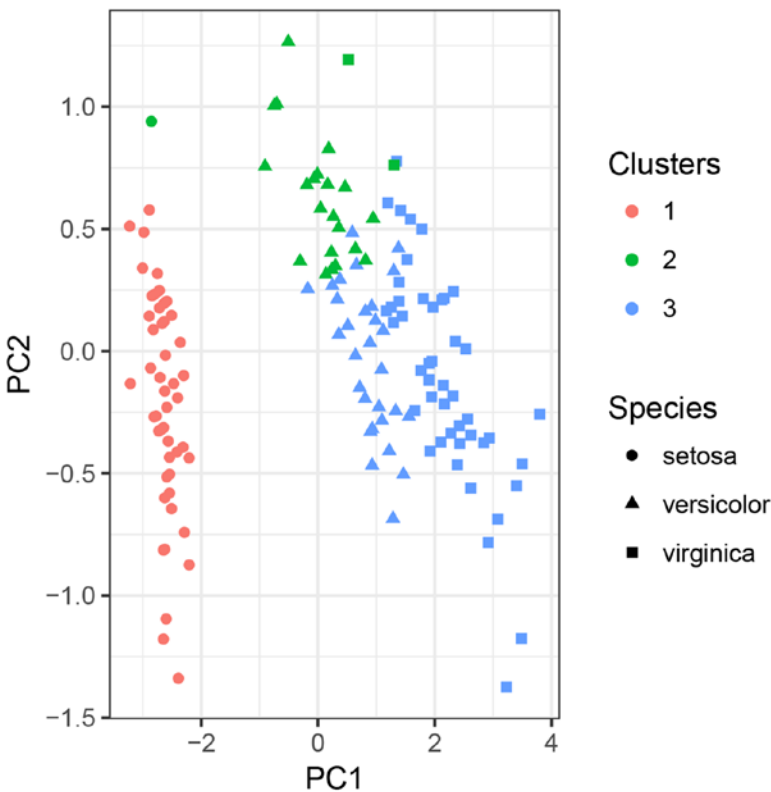 1.0
0.5
0.0
−0.5
−1.0
−1.5
PC2
−2
0
2
4
PC1
Clusters
1
2
3
Species
setosa
versicolor
virginica